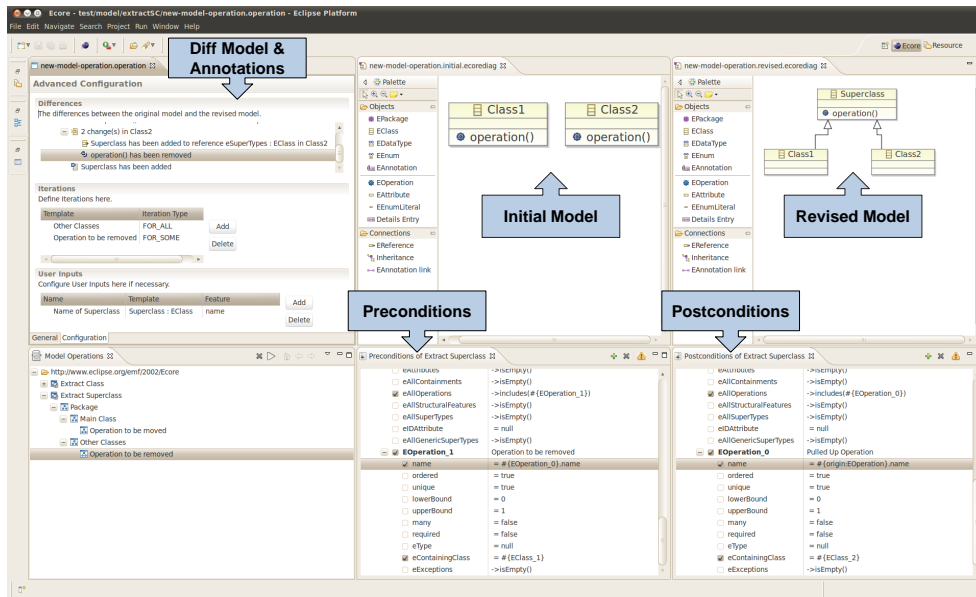 Ecore - test/model/extractSC/new-model-operation.operation - Eclipse Platform
File Edit Navigate Search Project Run Window Help
Ecore
Resource
Diff Model &
Annotations
new-model-operation.operation
Advanced Configuration
Differences
The differences between the original model and the revised model.
2 change(s) in Class2
Superclass has been added to reference eSuperTypes : EClass in Class2
operation() has been removed
Superclass has been added
Iterations
Define Iterations here.
Template Iteration Type
Other Classes FOR_ALL
Operation to be removed FOR_SOME
Add
Delete
User Inputs
Configure User Inputs here if necessary.
Name Template Feature
Name of Superclass Superclass : EClass name
Add
Delete
General Configuration
new-model-operation.initial.ecorediag
Palette
Objects
EPackage
EClass
EDataType
EEnum
EAnnotation
EOperation
EAttribute
EEnumLiteral
Details Entry
Connections
EReference
Inheritance
EAnnotation link
Class1
operation()
Class2
operation()
Initial Model
new-model-operation.revised.ecorediag
Palette
Objects
EPackage
EClass
EDataType
EEnum
EAnnotation
EOperation
EAttribute
EEnumLiteral
Details Entry
Connections
EReference
Inheritance
EAnnotation link
Superclass
operation()
Class1
Class2
Revised Model
Preconditions
Postconditions
Model Operations
http://www.eclipse.org/emf/2002/Ecore
Extract Class
Extract Superclass
Package
Main Class
Operation to be moved
Other Classes
Operation to be removed
Preconditions of Extract Superclass
eAttributes ->isEmpty()
eAllContainments ->isEmpty()
eAllOperations ->includes(#{EOperation_1})
eAllStructuralFeatures ->isEmpty()
eAllSuperTypes ->isEmpty()
eIDAttribute = null
eAllGenericSuperTypes ->isEmpty()
EOperation_1 Operation to be removed
name = #{EOperation_0}.name
ordered = true
unique = true
lowerBound = 0
upperBound = 1
many = false
required = false
eType = null
eContainingClass = #{EClass_1}
eExceptions ->isEmpty()
Postconditions of Extract Superclass
eAttributes ->isEmpty()
eAllContainments ->isEmpty()
eAllOperations ->includes(#{EOperation_0})
eAllStructuralFeatures ->isEmpty()
eAllSuperTypes ->isEmpty()
eIDAttribute = null
eAllGenericSuperTypes ->isEmpty()
EOperation_0 Pulled Up Operation
name = #{origin:EOperation}.name
ordered = true
unique = true
lowerBound = 0
upperBound = 1
many = false
required = false
eType = null
eContainingClass = #{EClass_2}
eExceptions ->isEmpty()